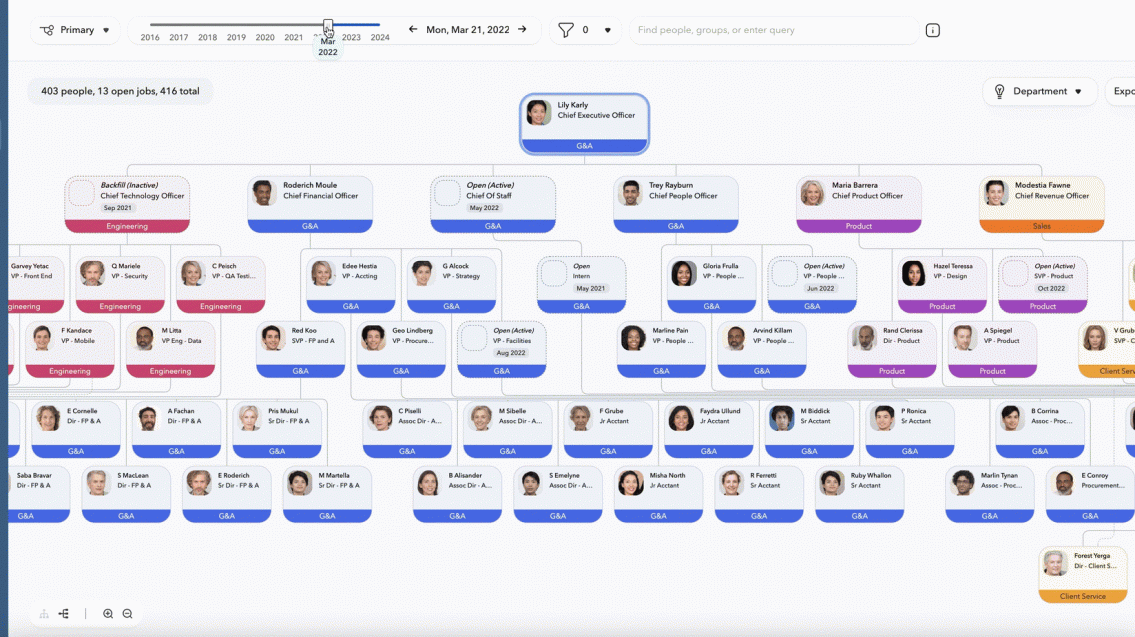 Primary
2016 2017 2018 2019 2020 2021 2023 2024
Mar
2022
Mon, Mar 21, 2022
0
Find people, groups, or enter query
403 people, 13 open jobs, 416 total
Department
Expo
Lily Karly
Chief Executive Officer
G&A
Backfill (Inactive)
Chief Technology Officer
Sep 2021
Engineering
Roderich Moule
Chief Financial Officer
G&A
Open (Active)
Chief Of Staff
May 2022
G&A
Trey Rayburn
Chief People Officer
G&A
Maria Barrera
Chief Product Officer
Product
Modestia Fawne
Chief Revenue Officer
Sales
Garvey Yetac
VP - Front End
gineering
Q Mariele
VP - Security
Engineering
C Peisch
VP - QA Testi...
Engineering
Edee Hestia
VP - Accting
G&A
G Alcock
VP - Strategy
G&A
Open
Intern
May 2021
G&A
Gloria Frulla
VP - People ...
G&A
Open (Active)
VP - People ...
Jun 2022
G&A
Hazel Teressa
VP - Design
Product
Open (Active)
SVP - Product
Oct 2022
Product
F Kandace
VP - Mobile
Engineering
M Litta
VP Eng - Data
Engineering
Red Koo
SVP - FP and A
G&A
Geo Lindberg
VP - Procure...
G&A
Open (Active)
VP - Facilities
Aug 2022
G&A
Marline Pain
VP - People ...
G&A
Arvind Killam
VP - People ...
G&A
Rand Clerissa
Dir - Product
Product
A Spiegel
VP - Product
Product
V Grub
SVP - C
Client Serv
E Cornelle
Dir - FP & A
G&A
A Fachan
Dir - FP & A
G&A
Pris Mukul
Sr Dir - FP & A
G&A
C Piselli
Assoc Dir - A...
G&A
M Sibelle
Assoc Dir - A...
G&A
F Grube
Jr Acctant
G&A
Faydra Ullund
Jr Acctant
G&A
M Biddick
Sr Acctant
G&A
P Ronica
Sr Acctant
G&A
B Corrina
Assoc - Proc...
G&A
Saba Bravar
Dir - FP & A
G&A
S MacLean
Dir - FP & A
G&A
E Roderich
Sr Dir - FP & A
G&A
M Martella
Sr Dir - FP & A
G&A
B Alisander
Assoc Dir - A...
G&A
S Emelyne
Assoc Dir - A...
G&A
Misha North
Jr Acctant
G&A
R Ferretti
Sr Acctant
G&A
Ruby Whallon
Sr Acctant
G&A
Marlin Tynan
Assoc - Proc...
G&A
E Conroy
Procurement...
G&A
Forest Yerga
Dir - Client S...
Client Service